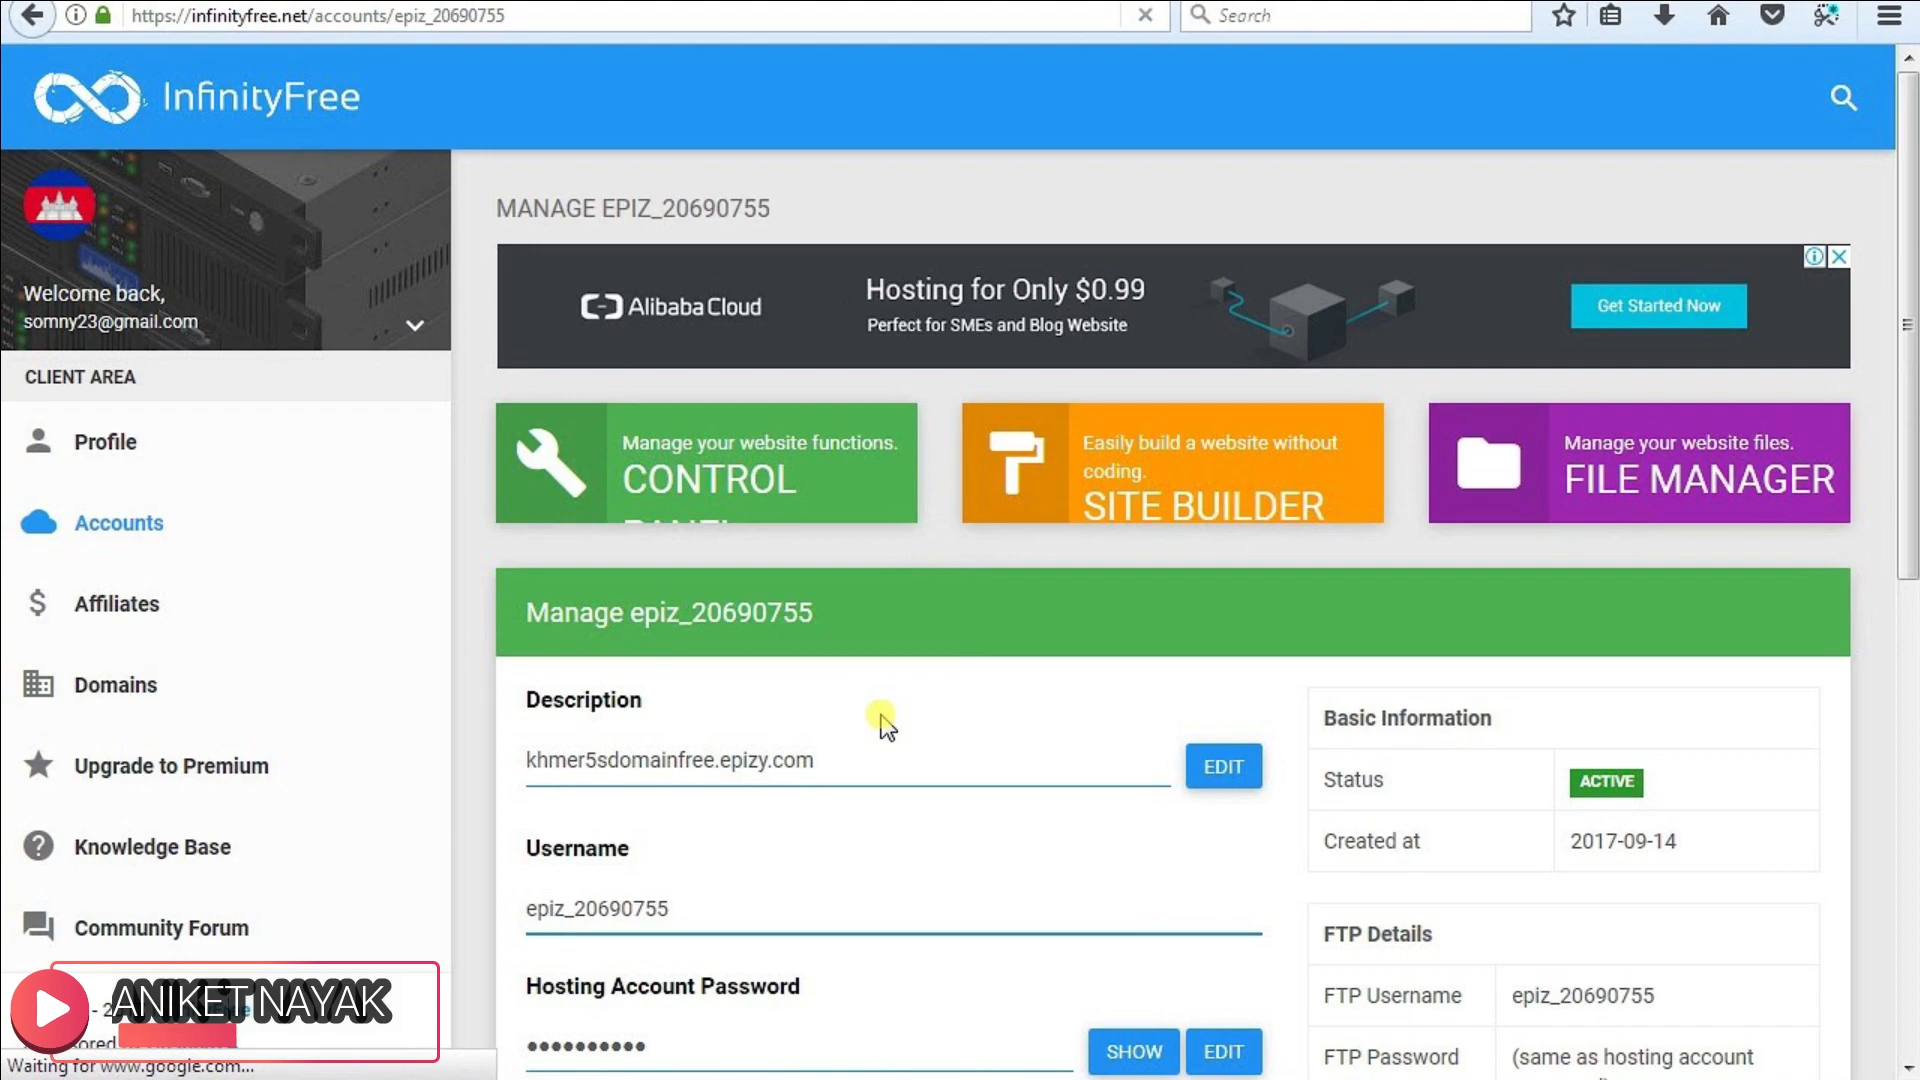 https://infinityfree.net/accounts/epiz_20690755
Search
InfinityFree
Welcome back,
somny23@gmail.com
CLIENT AREA
Profile
Accounts
Affiliates
Domains
Upgrade to Premium
Knowledge Base
Community Forum
ANIKET NAYAK
Waiting for www.google.com...
MANAGE EPIZ_20690755
Alibaba Cloud
Hosting for Only $0.99
Perfect for SMEs and Blog Website
Get Started Now
Manage your website functions.
CONTROL
PANEL
Easily build a website without
coding.
SITE BUILDER
Manage your website files.
FILE MANAGER
Manage epiz_20690755
Description
khmer5sdomainfree.epizy.com
EDIT
Username
epiz_20690755
Hosting Account Password
••••••••••
SHOW
EDIT
Basic Information
Status
ACTIVE
Created at
2017-09-14
FTP Details
FTP Username
epiz_20690755
FTP Password
(same as hosting account